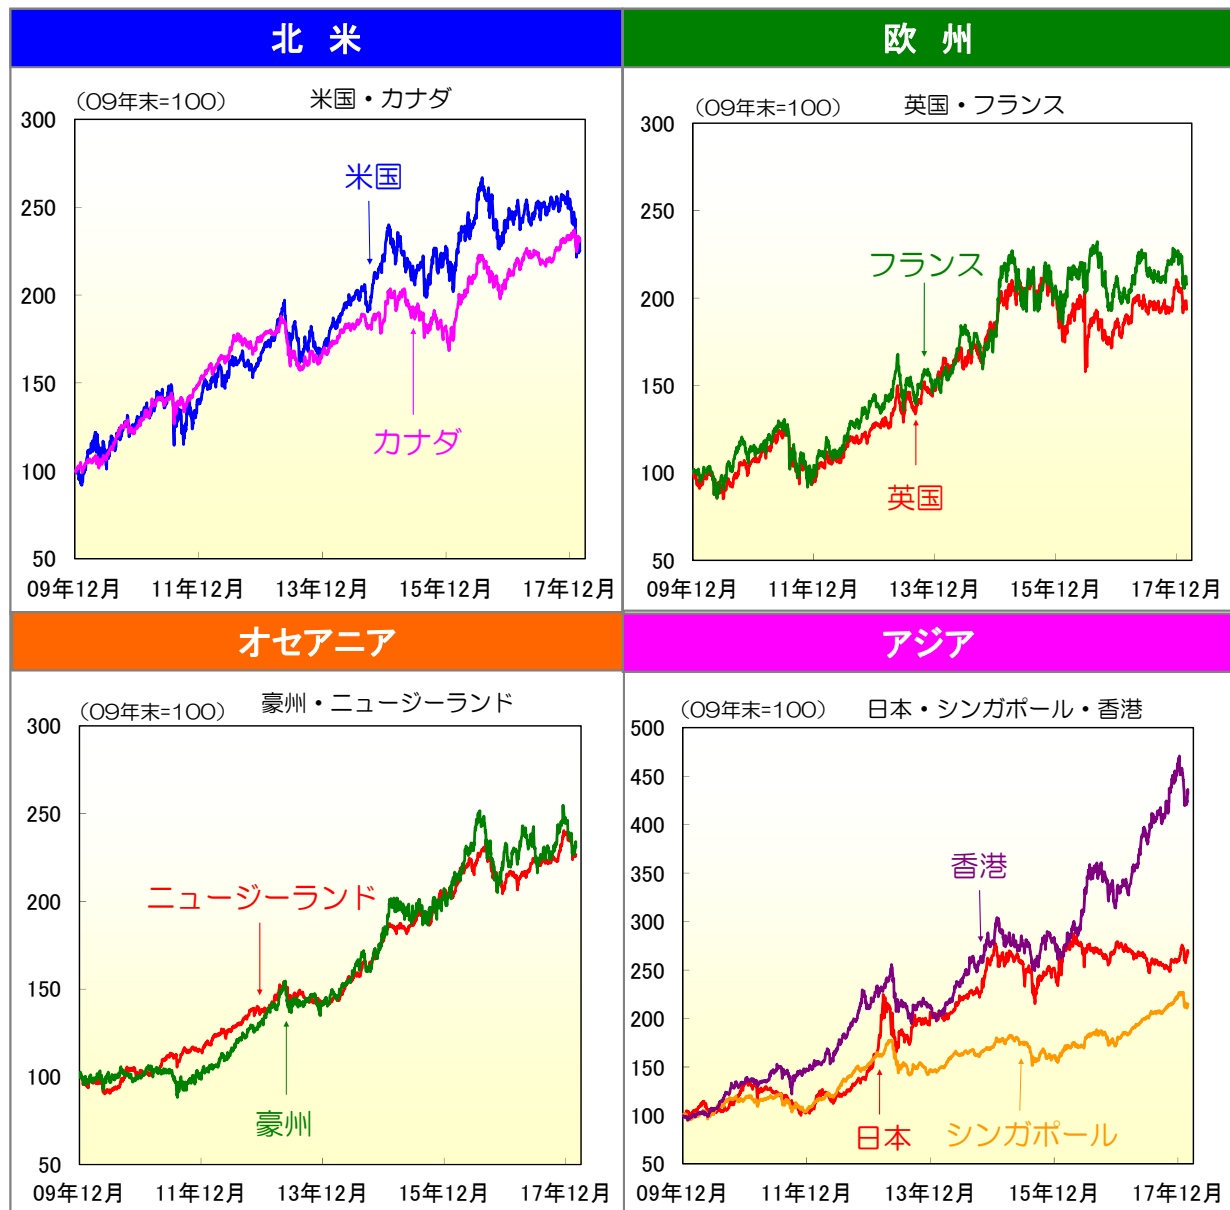 北 米
（09年末=100） 米国・カナダ
300
250
200
150
100
50
米国
カナダ
09年12月 11年12月 13年12月 15年12月 17年12月
欧 州
（09年末=100） 英国・フランス
300
250
200
150
100
50
フランス
英国
09年12月 11年12月 13年12月 15年12月 17年12月
オセアニア
（09年末=100） 豪州・ニュージーランド
300
250
200
150
100
50
ニュージーランド
豪州
09年12月 11年12月 13年12月 15年12月 17年12月
アジア
（09年末=100） 日本・シンガポール・香港
500
450
400
350
300
250
200
150
100
50
香港
日本
シンガポール
09年12月 11年12月 13年12月 15年12月 17年12月